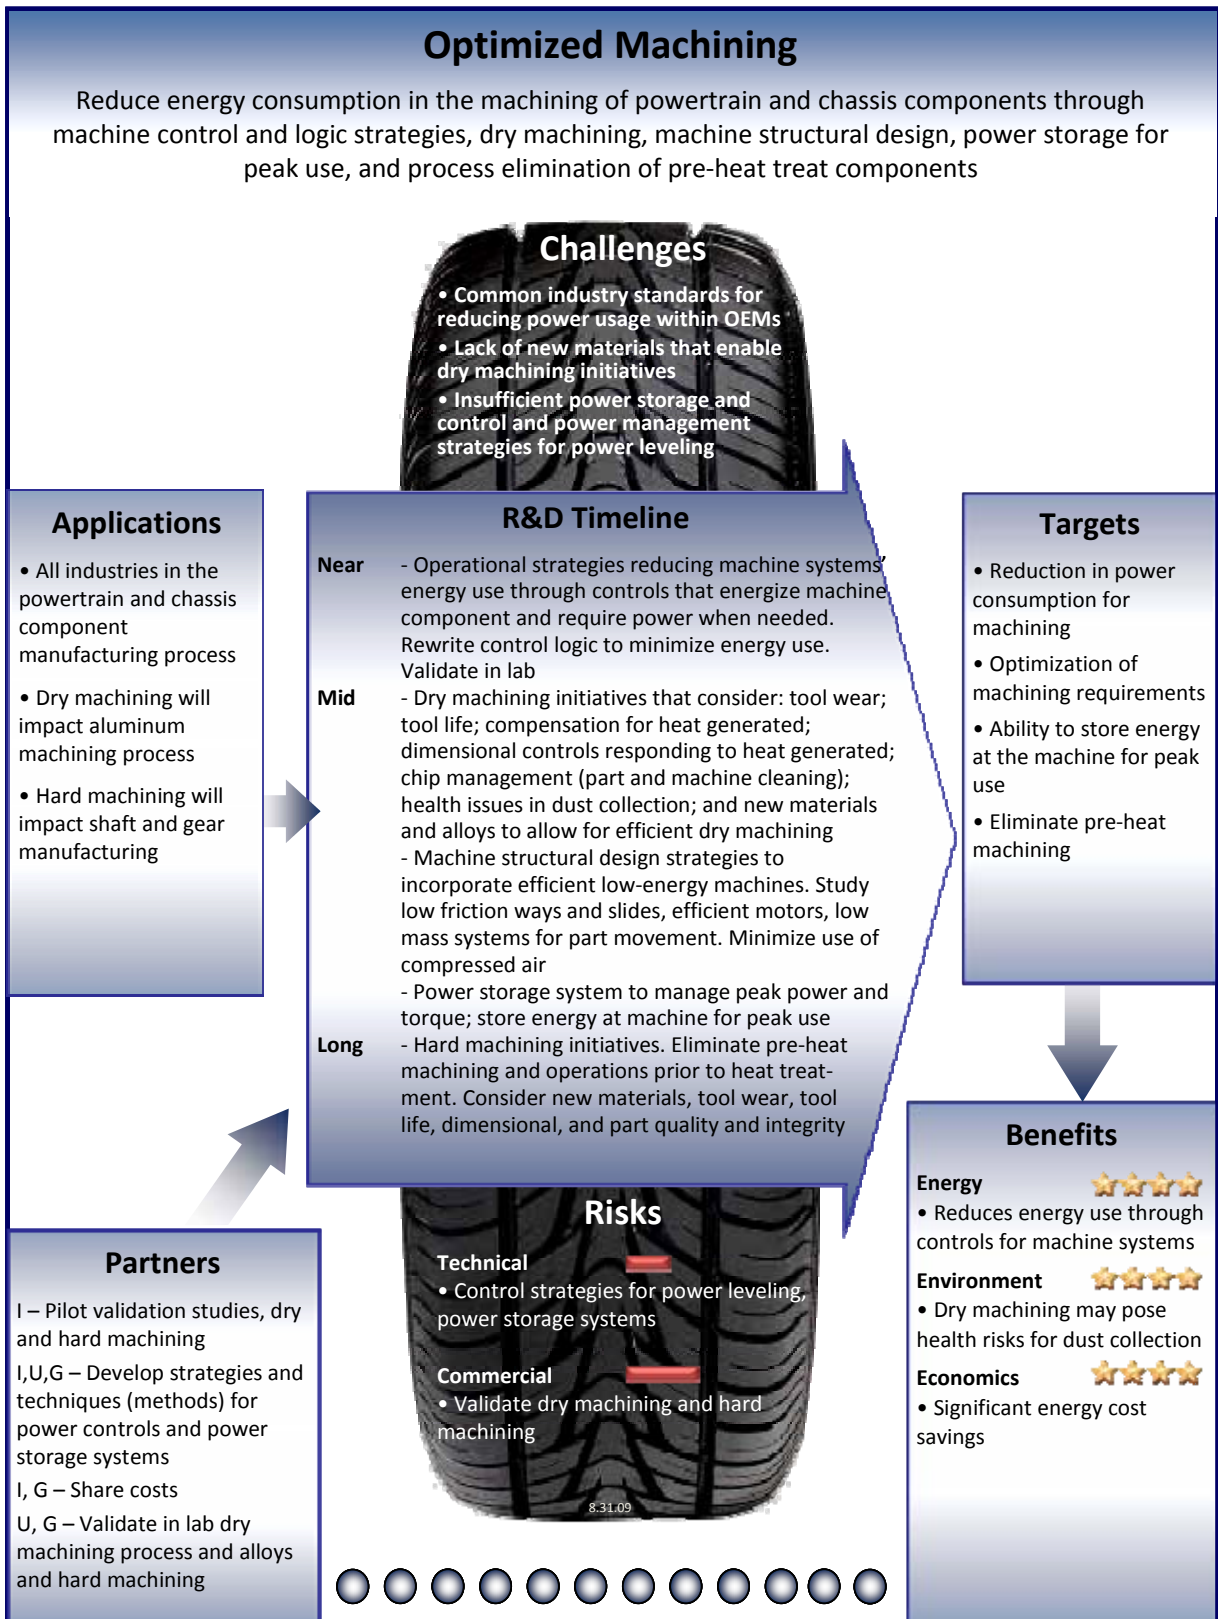 Optimized Machining
Reduce energy consumption in the machining of powertrain and chassis components through
machine control and logic strategies, dry machining, machine structural design, power storage for
peak use, and process elimination of pre-heat treat components
Challenges
• Common industry standards for
reducing power usage within OEMs
• Lack of new materials that enable
dry machining initiatives
• Insufficient power storage and
control and power management
strategies for power leveling
Applications
• All industries in the
powertrain and chassis
component
manufacturing process
• Dry machining will
impact aluminum
machining process
• Hard machining will
impact shaft and gear
manufacturing
R&D Timeline
Near - Operational strategies reducing machine systems'
energy use through controls that energize machine
component and require power when needed.
Rewrite control logic to minimize energy use.
Validate in lab
Mid - Dry machining initiatives that consider: tool wear;
tool life; compensation for heat generated;
dimensional controls responding to heat generated;
chip management (part and machine cleaning);
health issues in dust collection; and new materials
and alloys to allow for efficient dry machining
- Machine structural design strategies to
incorporate efficient low-energy machines. Study
low friction ways and slides, efficient motors, low
mass systems for part movement. Minimize use of
compressed air
- Power storage system to manage peak power and
torque; store energy at machine for peak use
Long - Hard machining initiatives. Eliminate pre-heat
machining and operations prior to heat treat-
ment. Consider new materials, tool wear, tool
life, dimensional, and part quality and integrity
Targets
• Reduction in power
consumption for
machining
• Optimization of
machining requirements
• Ability to store energy
at the machine for peak
use
• Eliminate pre-heat
machining
Partners
I – Pilot validation studies, dry
and hard machining
I,U,G – Develop strategies and
techniques (methods) for
power controls and power
storage systems
I, G – Share costs
U, G – Validate in lab dry
machining process and alloys
and hard machining
Risks
Technical
• Control strategies for power leveling,
power storage systems
Commercial
• Validate dry machining and hard
machining
8.31.09
Benefits
Energy
• Reduces energy use through
controls for machine systems
Environment
• Dry machining may pose
health risks for dust collection
Economics
• Significant energy cost
savings